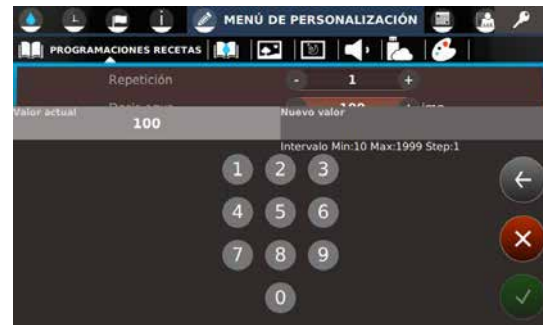 MENÚ DE PERSONALIZACIÓN
PROGRAMACIONES RECETAS
Repetición - 1 +
Valor actual
100
Nuevo valor
Intervalo Min:10 Max:1999 Step:1
1 2 3
4 5 6
7 8 9
0